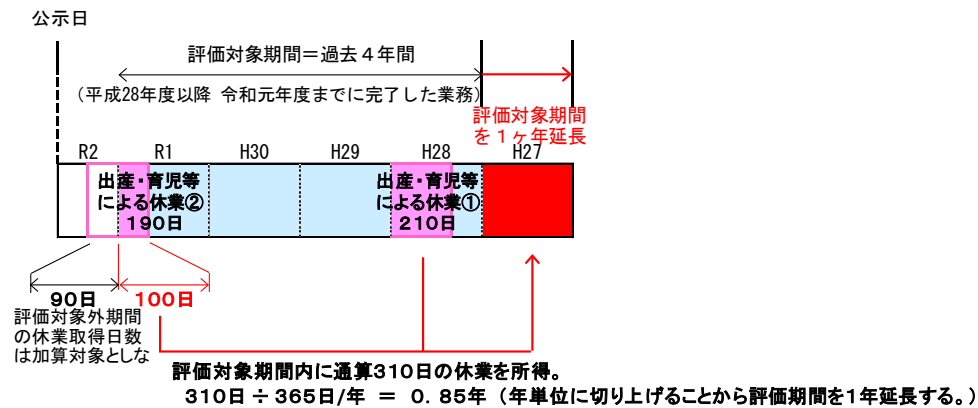 公示日
評価対象期間＝過去４年間
（平成28年度以降 令和元年度までに完了した業務）
評価対象期間
を１ヶ年延長
R2 R1 H30 H29 H28 H27
出産・育児等
による休業②
190日
出産・育児等
による休業①
210日
90日 100日
評価対象外期間
の休業取得日数
は加算対象としな
評価対象期間内に通算310日の休業を所得。
310日 ÷ 365日/年 ＝ 0．85年 （年単位に切り上げることから評価期間を1年延長する。）